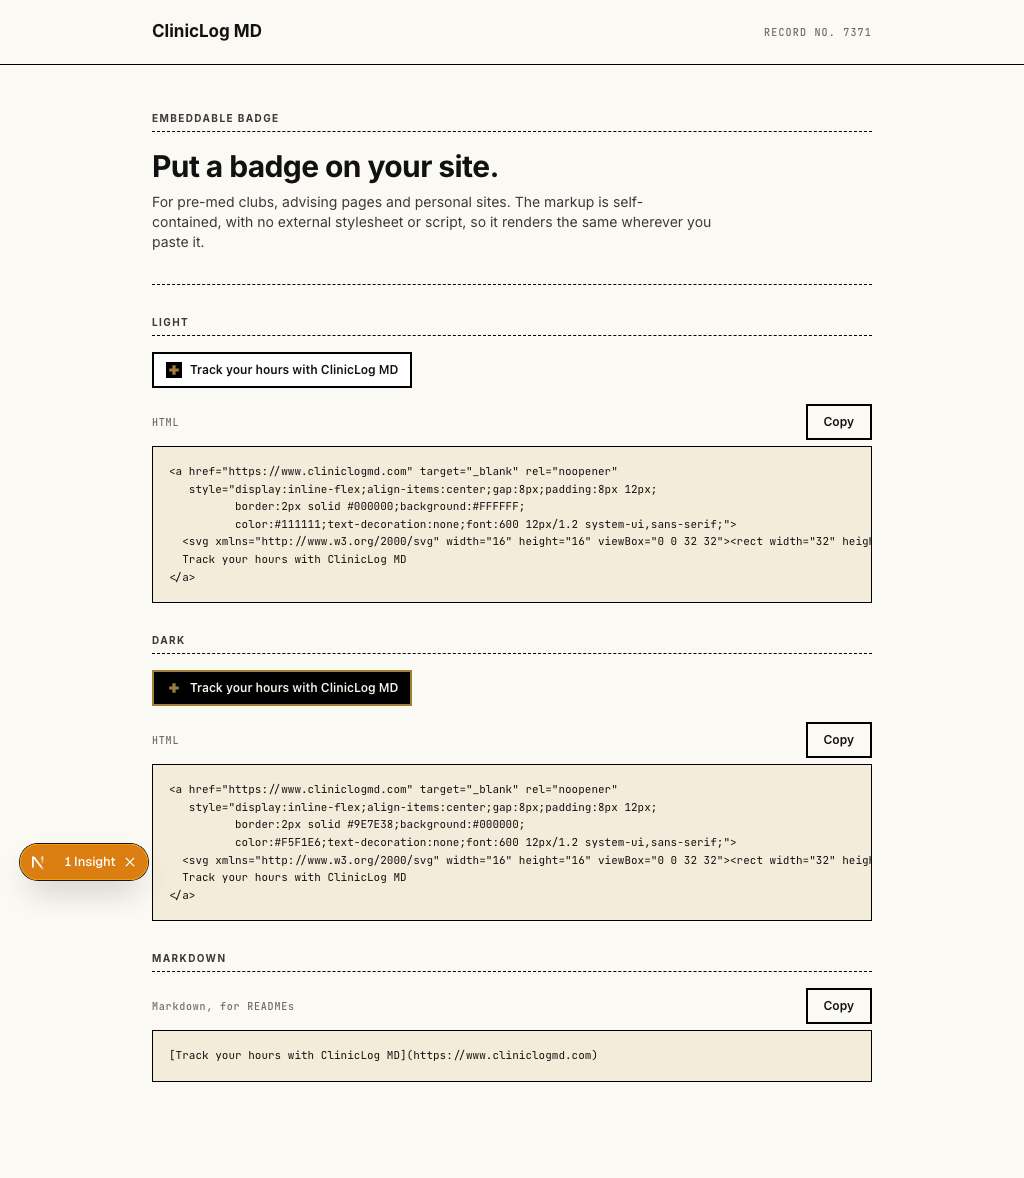 ClinicLog MD
RECORD NO. 7371
EMBEDDABLE BADGE
Put a badge on your site.
For pre-med clubs, advising pages and personal sites. The markup is self-
contained, with no external stylesheet or script, so it renders the same wherever you
paste it.
LIGHT
Track your hours with ClinicLog MD
HTML
Copy
<a href="https://www.cliniclogmd.com" target="_blank" rel="noopener"
style="display:inline-flex;align-items:center;gap:8px;padding:8px 12px;
border:2px solid #000000;background:#FFFFFF;
color:#111111;text-decoration:none;font:600 12px/1.2 system-ui,sans-serif;">
<svg xmlns="http://www.w3.org/2000/svg" width="16" height="16" viewBox="0 0 32 32"><rect width="32" heigh
Track your hours with ClinicLog MD
</a>
DARK
Track your hours with ClinicLog MD
HTML
Copy
<a href="https://www.cliniclogmd.com" target="_blank" rel="noopener"
style="display:inline-flex;align-items:center;gap:8px;padding:8px 12px;
border:2px solid #9E7E38;background:#000000;
color:#F5F1E6;text-decoration:none;font:600 12px/1.2 system-ui,sans-serif;">
<svg xmlns="http://www.w3.org/2000/svg" width="16" height="16" viewBox="0 0 32 32"><rect width="32" heigh
Track your hours with ClinicLog MD
</a>
1 Insight
MARKDOWN
Markdown, for READMEs
Copy
[Track your hours with ClinicLog MD](https://www.cliniclogmd.com)